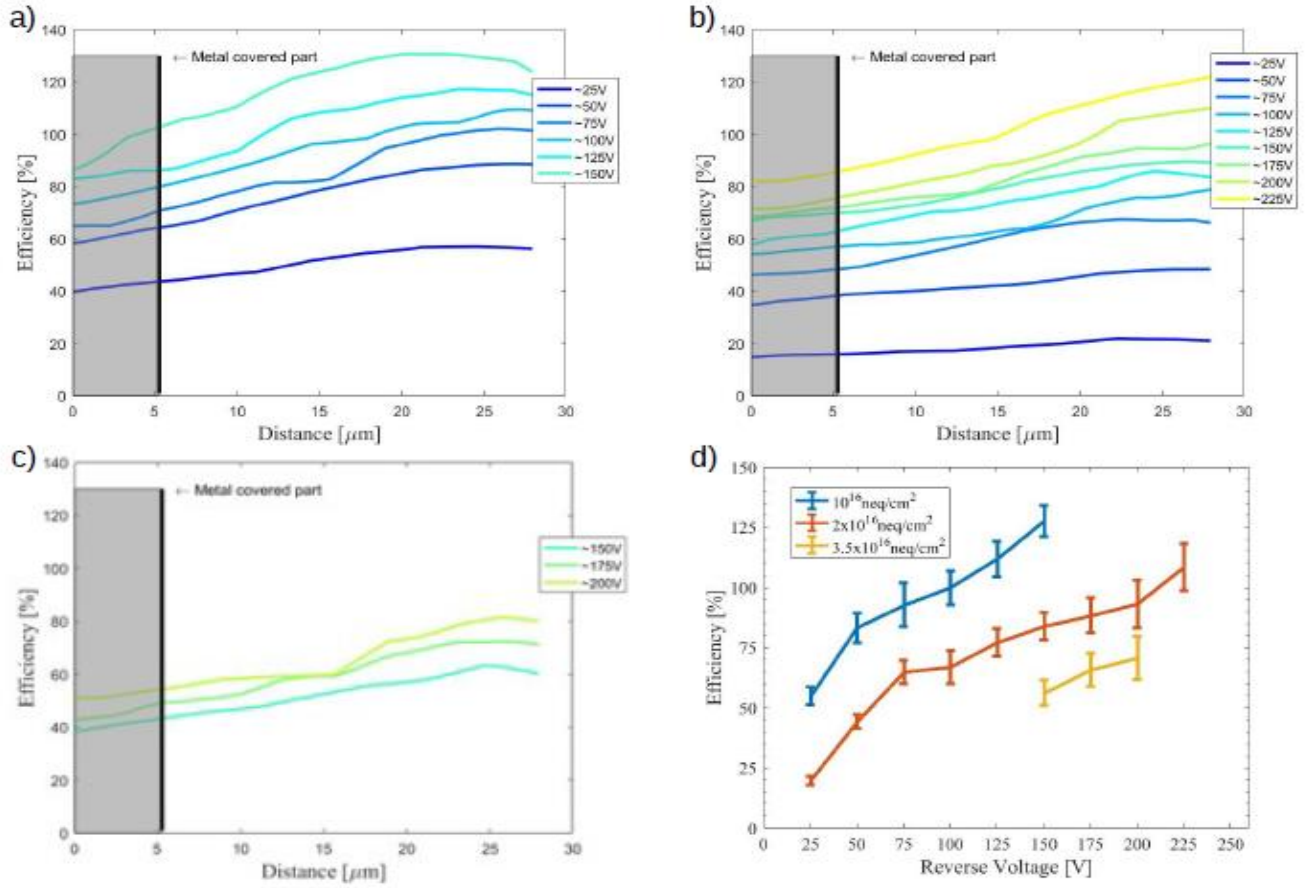 a)
140
120
100
80
60
40
20
0
Efficiency [%]
← Metal covered part
~25V
~50V
~75V
~100V
~125V
~150V
0 5 10 15 20 25 30
Distance [μm]
b)
140
120
100
80
60
40
20
0
Efficiency [%]
← Metal covered part
~25V
~50V
~75V
~100V
~125V
~150V
~175V
~200V
~225V
0 5 10 15 20 25 30
Distance [μm]
c)
140
120
100
80
60
40
20
0
Efficiency [%]
← Metal covered part
~150V
~175V
~200V
0 5 10 15 20 25 30
Distance [μm]
d)
150
125
100
75
50
25
0
Efficiency [%]
10¹⁶neq/cm²
2x10¹⁶neq/cm²
3.5x10¹⁶neq/cm²
0 25 50 75 100 125 150 175 200 225 250
Reverse Voltage [V]